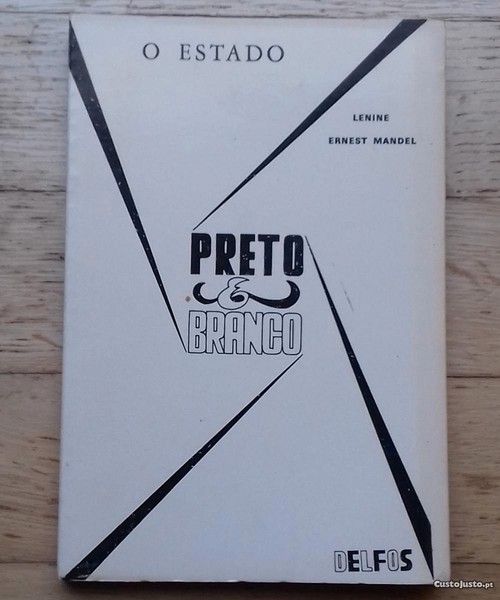 O ESTADO
LENINE
ERNEST MANDEL
PRETO
&
BRANCO
DELFOS
CustoJusto.pt